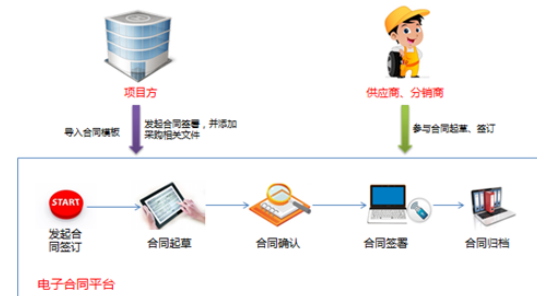 项目方
供应商、分销商
导入合同模板
发起合同签署，并添加
采购相关文件
参与合同起草、签订
START
发起合
同签订
合同起草
合同确认
合同签署
合同归档
电子合同平台